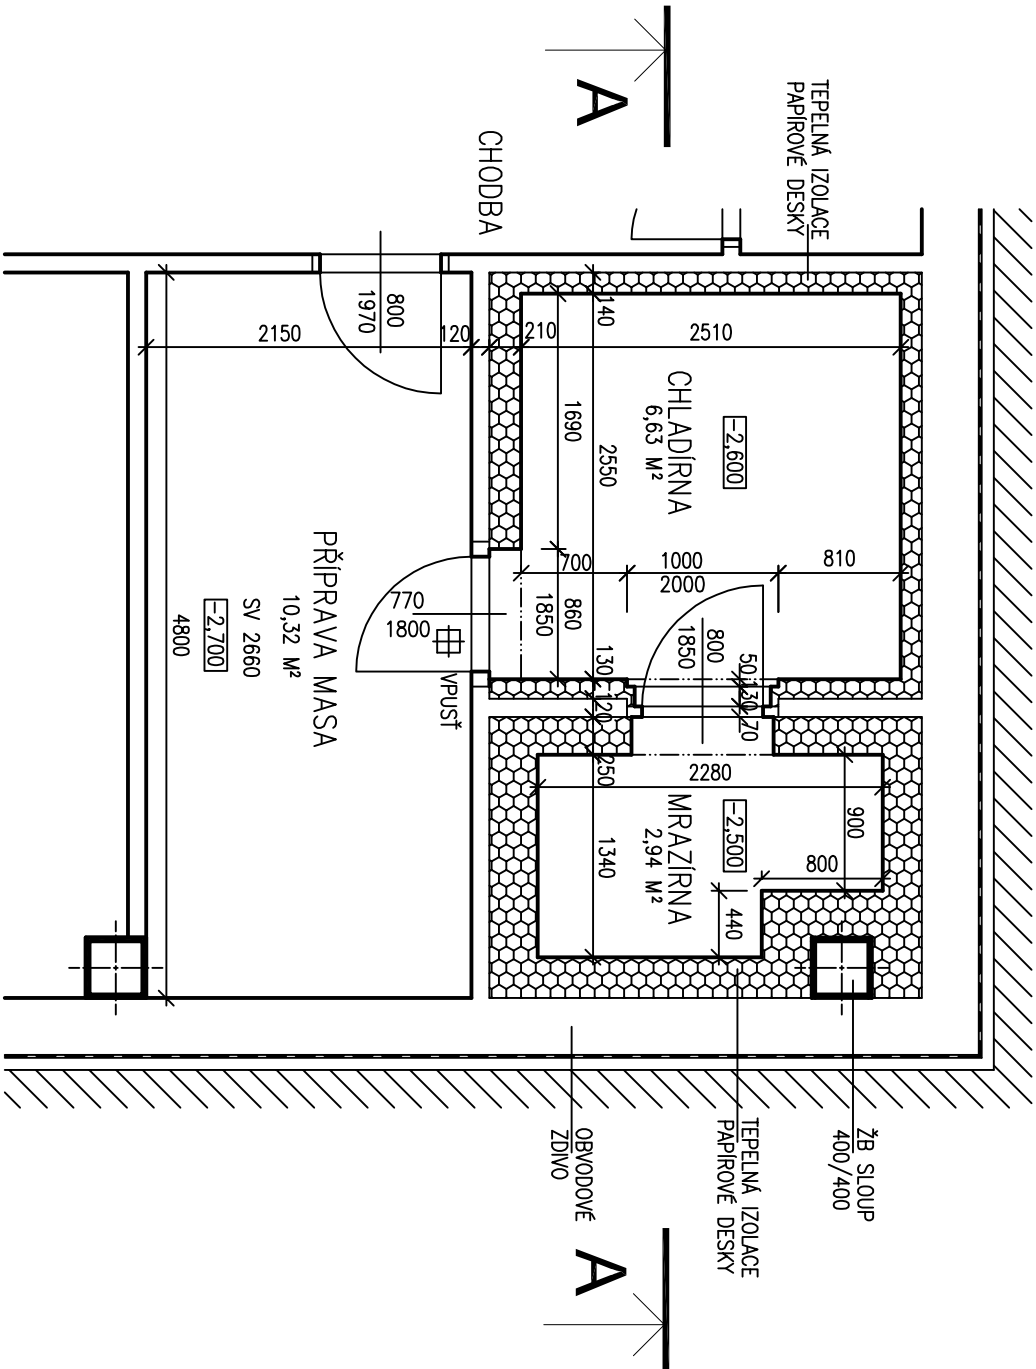 A
TEPELNÁ IZOLACE
PAPÍROVÉ DESKY
CHODBA
800
1970
2150
120
210
140
2510
CHLADÍRNA
6,63 M²
-2,600
1690
2550
700
1000
2000
810
860
1850
770
1800
VPUSŤ
800
1850
50
130
70
130
120
250
PŘÍPRAVA MASA
10,32 M²
SV 2660
-2,700
4800
2280
MRAZÍRNA
2,94 M²
-2,500
900
800
1340
440
OBVODOVÉ
ZDIVO
TEPELNÁ IZOLACE
PAPÍROVÉ DESKY
ŽB SLOUP
400/400
A